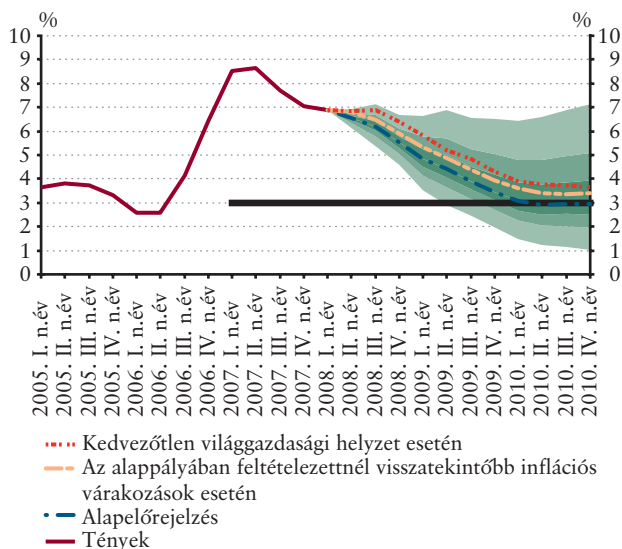 % %
10 10
9 9
8 8
7 7
6 6
5 5
4 4
3 3
2 2
1 1
0 0
2005. I. n.év
2005. II. n.év
2005. III. n.év
2005. IV. n.év
2006. I. n.év
2006. II. n.év
2006. III. n.év
2006. IV. n.év
2007. I. n.év
2007. II. n.év
2007. III. n.év
2007. IV. n.év
2008. I. n.év
2008. II. n.év
2008. III. n.év
2008. IV. n.év
2009. I. n.év
2009. II. n.év
2009. III. n.év
2009. IV. n.év
2010. I. n.év
2010. II. n.év
2010. III. n.év
2010. IV. n.év
Kedvezőtlen világgazdasági helyzet esetén
Az alappályában feltételezettnél visszatekintőbb inflációs
várakozások esetén
Alapelőrejelzés
Tények